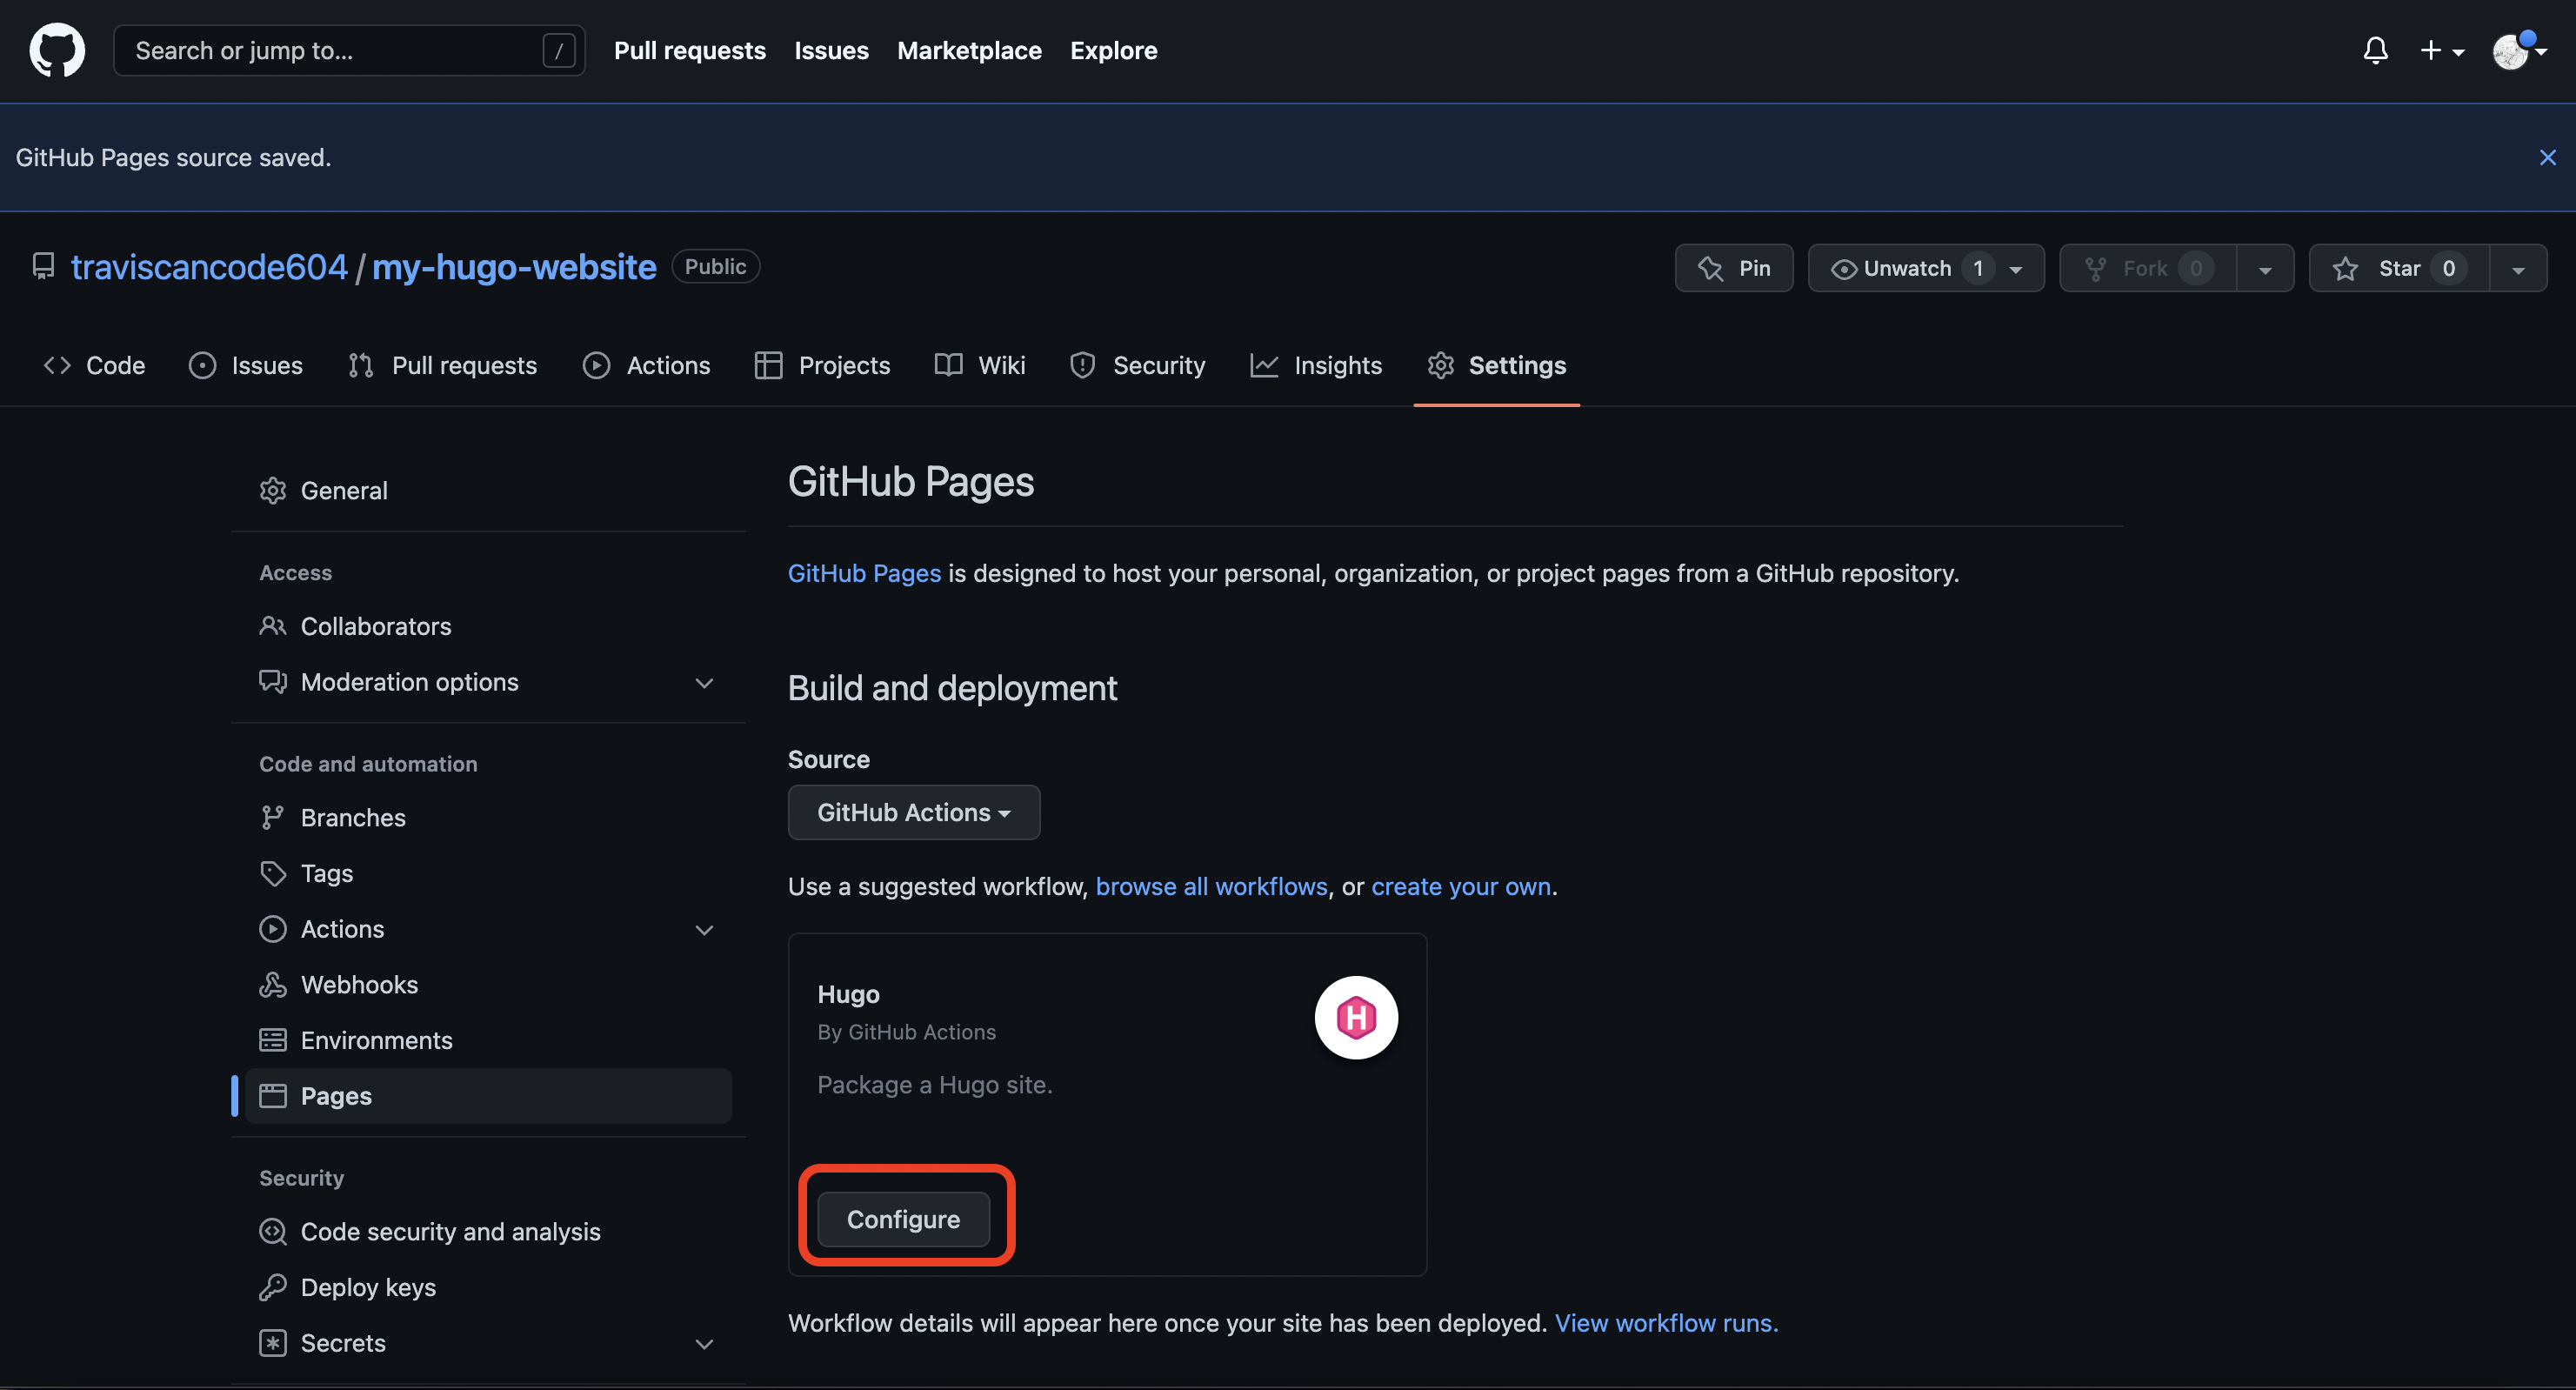 Search or jump to... /
Pull requests Issues Marketplace Explore
GitHub Pages source saved.
traviscancode604 / my-hugo-website Public
Pin Unwatch 1 Fork 0 Star 0
Code Issues Pull requests Actions Projects Wiki Security Insights Settings
General
Access
Collaborators
Moderation options
Code and automation
Branches
Tags
Actions
Webhooks
Environments
Pages
Security
Code security and analysis
Deploy keys
Secrets
GitHub Pages
GitHub Pages is designed to host your personal, organization, or project pages from a GitHub repository.
Build and deployment
Source
GitHub Actions
Use a suggested workflow, browse all workflows, or create your own.
Hugo
By GitHub Actions
H
Package a Hugo site.
Configure
Workflow details will appear here once your site has been deployed. View workflow runs.